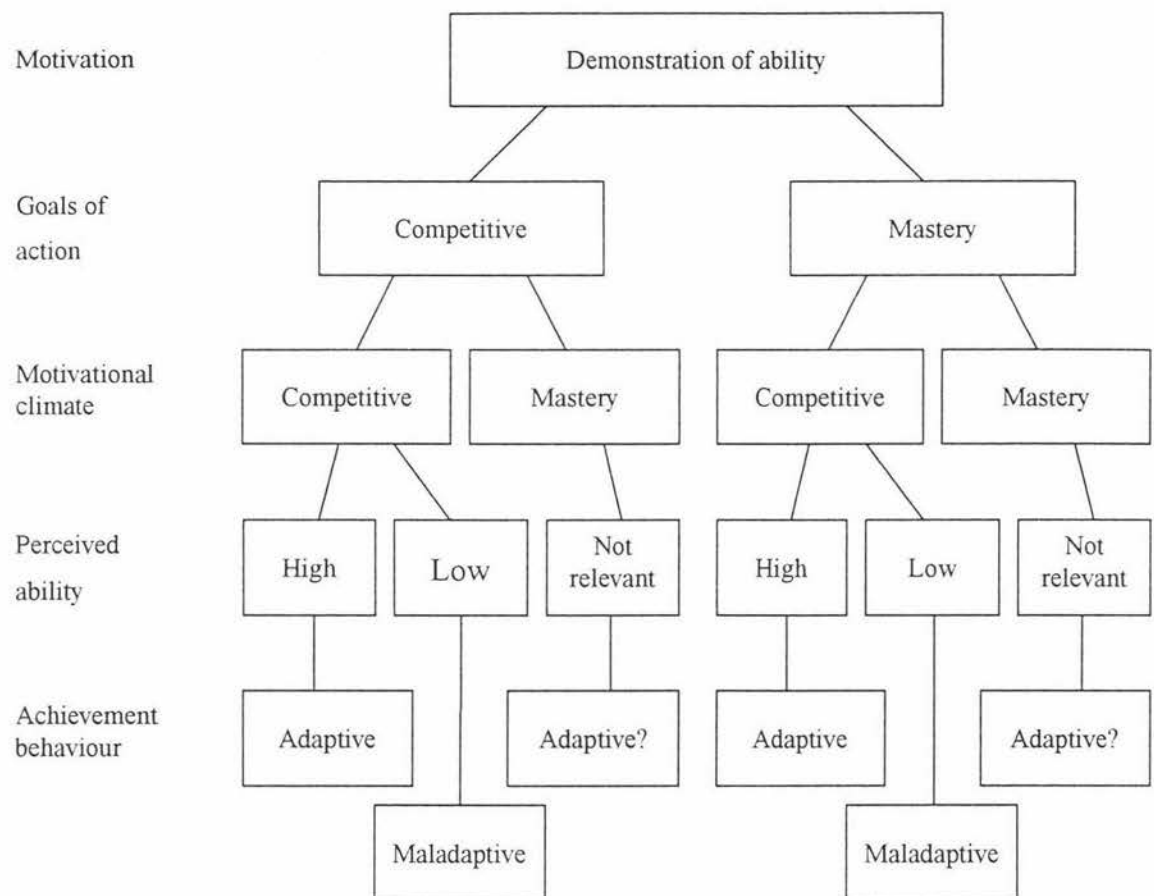 Motivation
Demonstration of ability
Goals of
action
Competitive
Mastery
Motivational
climate
Competitive
Mastery
Competitive
Mastery
Perceived
ability
High
Low
Not
relevant
High
Low
Not
relevant
Achievement
behaviour
Adaptive
Adaptive?
Adaptive
Adaptive?
Maladaptive
Maladaptive